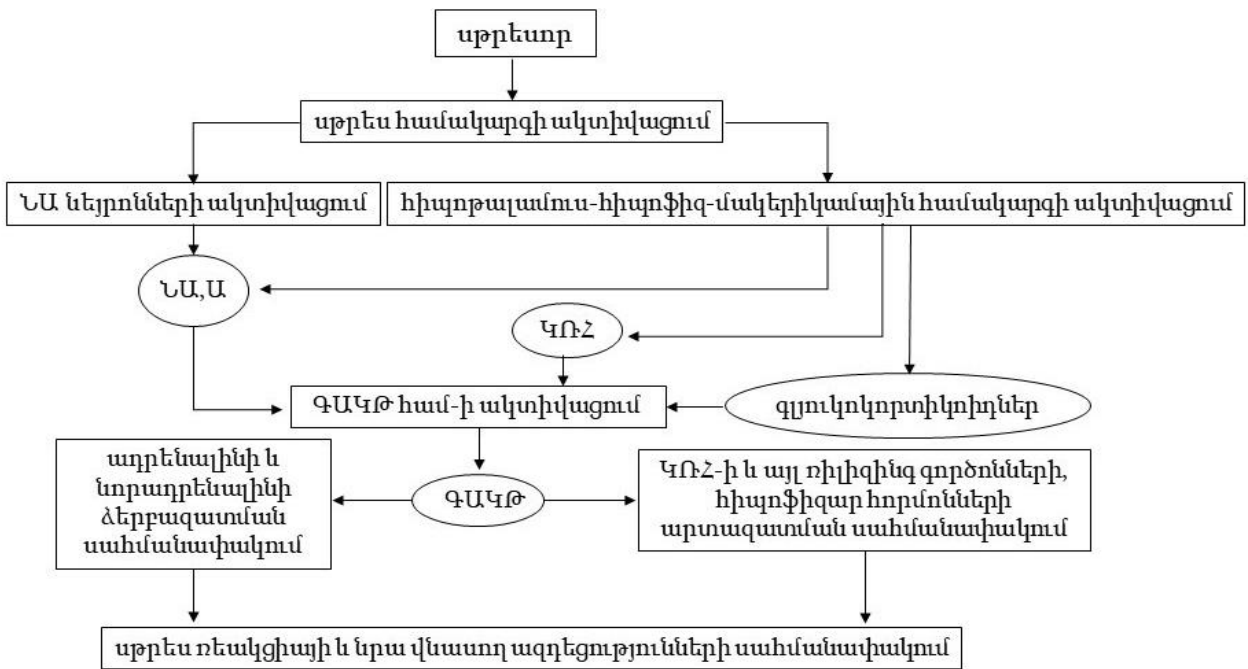 սթրեսոր
սթրես համակարգի ակտիվացում
ՆԱ նեյրոնների ակտիվացում
հիպոթալամուս-հիպոֆիզ-մակերիկամային համակարգի ակտիվացում
ՆԱ,Ա
ԿՌՀ
ԳԱԿԹ համ-ի ակտիվացում
գլյուկոկորտիկոիդներ
ադրենալինի և
նորադրենալինի
ձերբազատման
սահմանափակում
ԳԱԿԹ
ԿՌՀ-ի և այլ ռիլիզինգ գործոնների,
հիպոֆիզար հորմոնների
արտազատման սահմանափակում
սթրես ռեակցիայի և նրա վնասող ազդեցությունների սահմանափակում